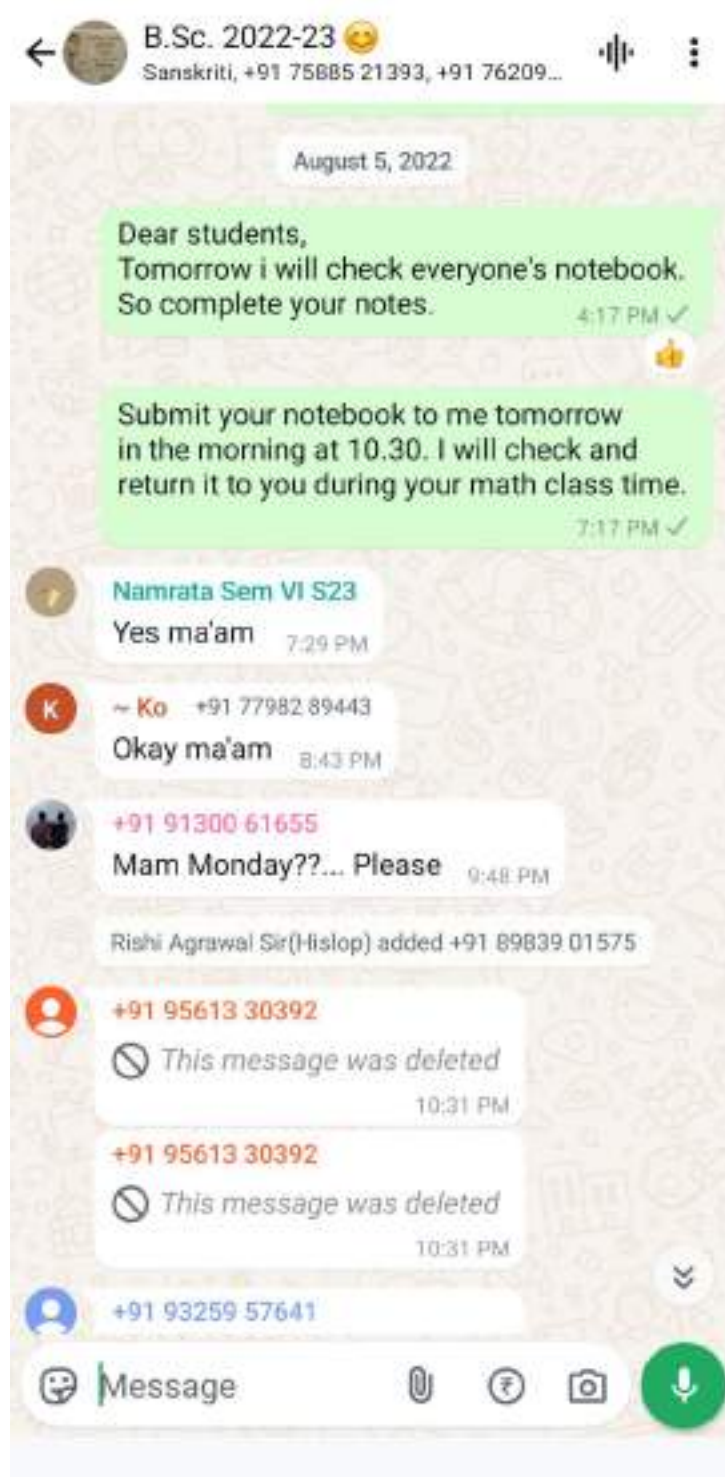 B.Sc. 2022-23 😊
Sanskriti, +91 75885 21393, +91 76209...
August 5, 2022
Dear students,
Tomorrow i will check everyone's notebook.
So complete your notes.
4:17 PM
Submit your notebook to me tomorrow
in the morning at 10.30. I will check and
return it to you during your math class time.
7:17 PM
Namrata Sem VI S23
Yes ma'am 7:29 PM
K
~ Ko +91 77982 89443
Okay ma'am 8:43 PM
+91 91300 61655
Mam Monday??... Please 9:48 PM
Rishi Agrawal Sir(Hislop) added +91 89839 01575
+91 95613 30392
This message was deleted
10:31 PM
+91 95613 30392
This message was deleted
10:31 PM
+91 93259 57641
Message